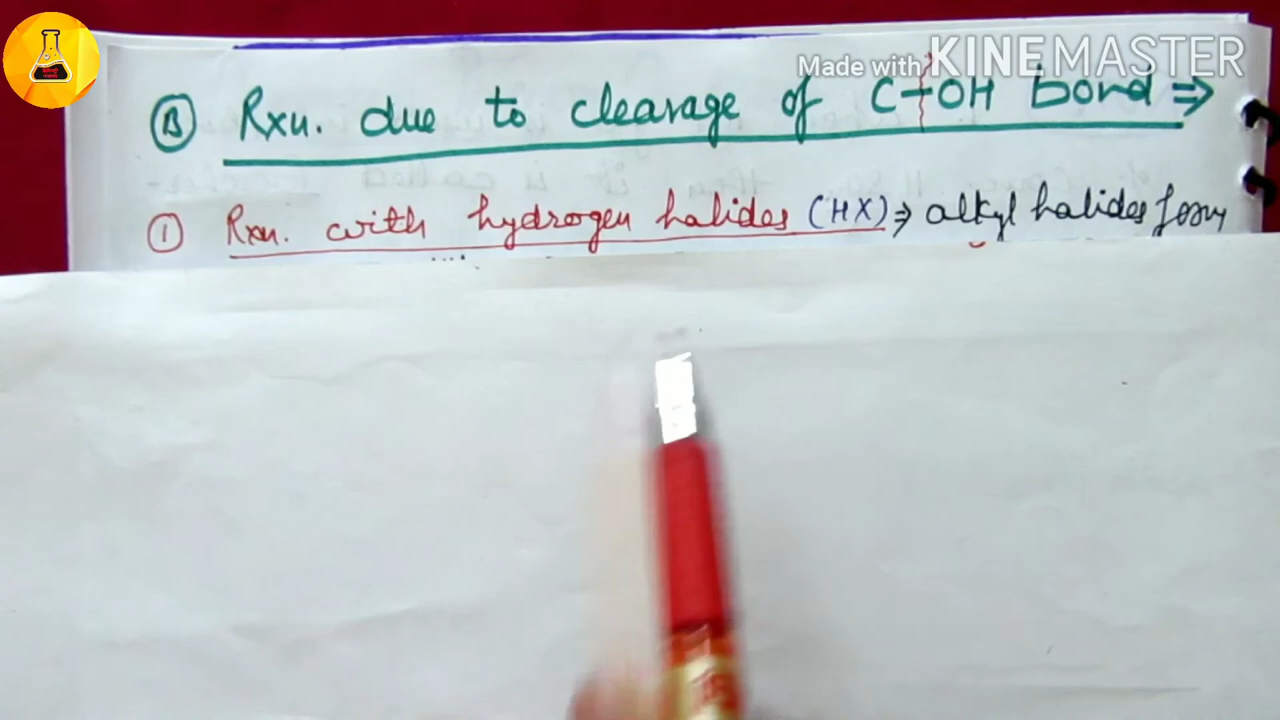 Made with KINEMASTER
Ⓑ Rxn. due to cleavage of C-OH bond ⇒
① Rxn. with hydrogen halides (HX) ⇒ alkyl halides form